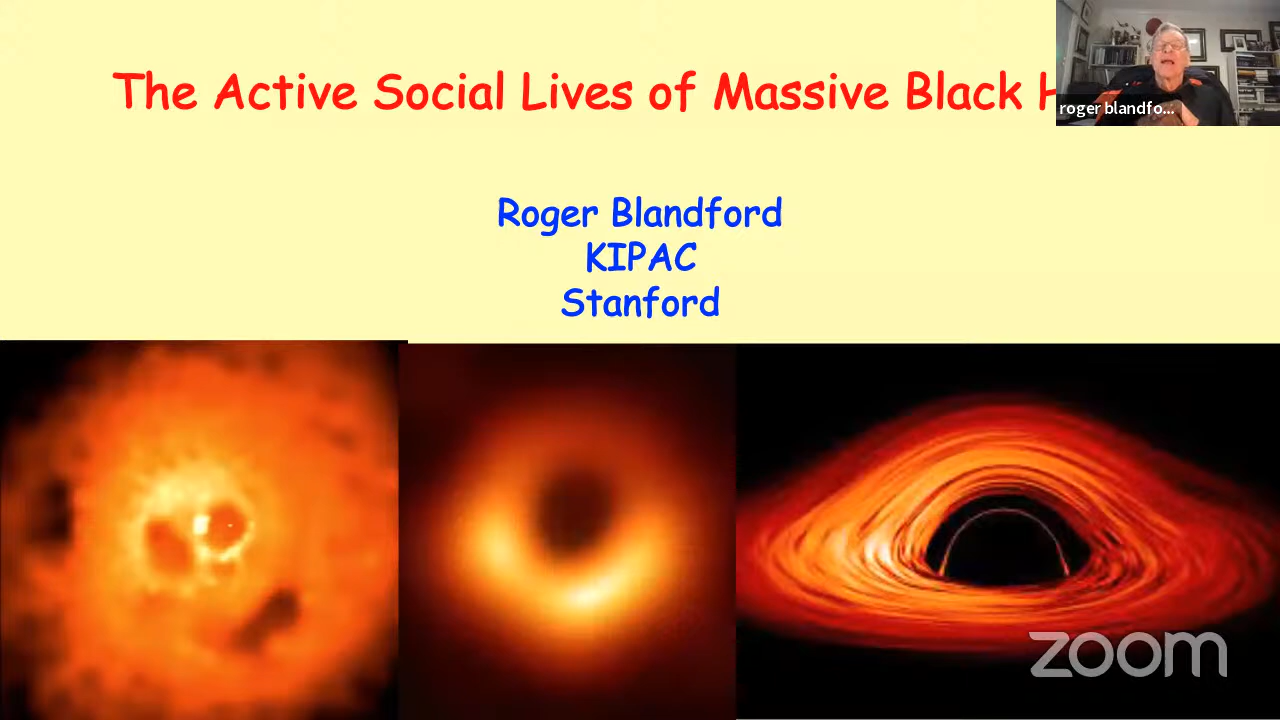 The Active Social Lives of Massive Black H
roger blandfo...
Roger Blandford
KIPAC
Stanford
zoom